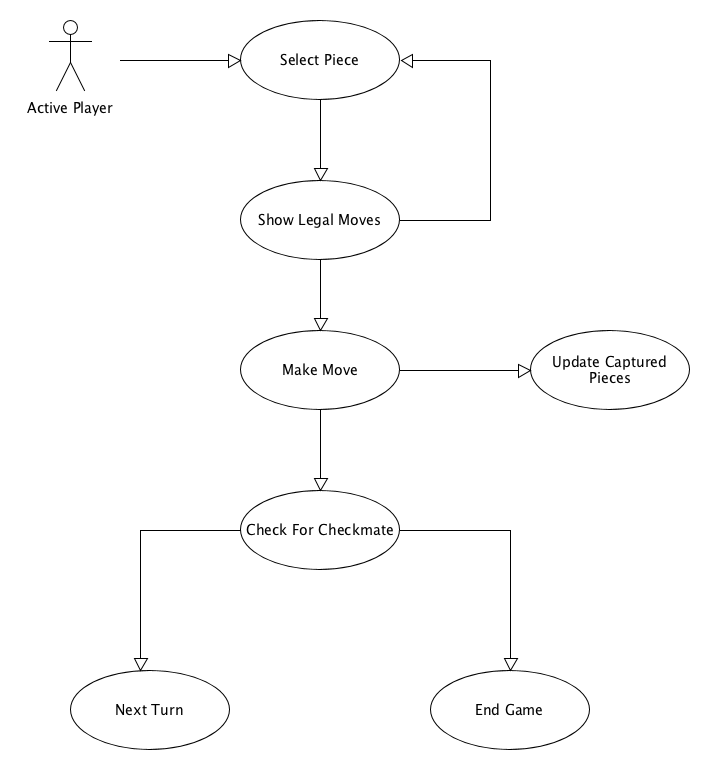 Select Piece
Active Player
Show Legal Moves
Make Move
Update Captured
Pieces
Check For Checkmate
Next Turn
End Game